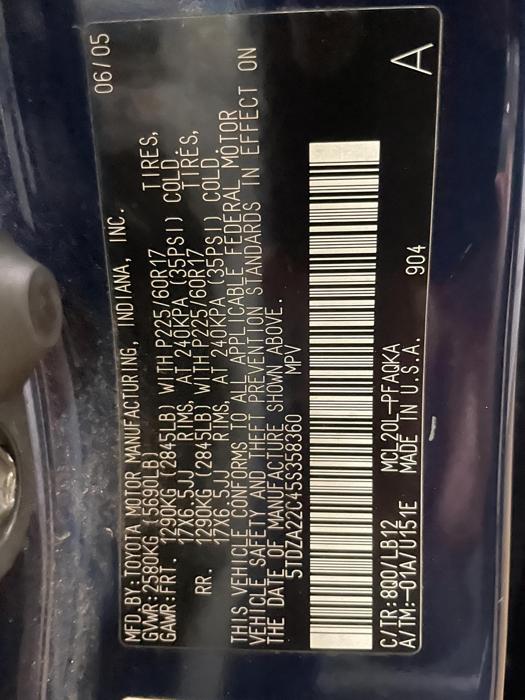 MFD.BY:TOYOTA MOTOR MANUFACTURING, INDIANA, INC. 06/05
GVWR:2580KG (5690LB)
GAWR:FRT. 1290KG (2845LB) WITH P225/60R17 TIRES,
17X6.5JJ RIMS, AT 240KPA (35PSI) COLD.
RR. 1290KG (2845LB) WITH P225/60R17 TIRES,
17X6.5JJ RIMS, AT 240KPA (35PSI) COLD.
THIS VEHICLE CONFORMS TO ALL APPLICABLE FEDERAL MOTOR
VEHICLE SAFETY AND THEFT PREVENTION STANDARDS IN EFFECT ON
THE DATE OF MANUFACTURE SHOWN ABOVE.
5TDZA22C45S358360 MPV
C/TR:880/LB12 MCL20L-PFAQKA
A/TM:-01A/U151E MADE IN U.S.A. 904 A